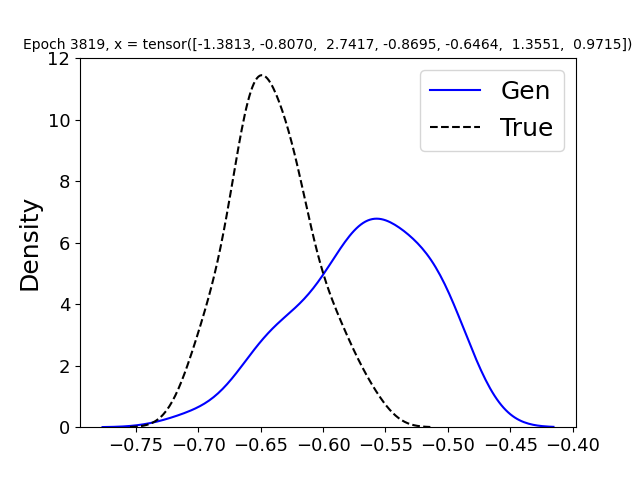 Epoch 3819, x = tensor([-1.3813, -0.8070,  2.7417, -0.8695, -0.6464,  1.3551,  0.9715])
Gen
True
Density
12
10
8
6
4
2
0
−0.75 −0.70 −0.65 −0.60 −0.55 −0.50 −0.45 −0.40